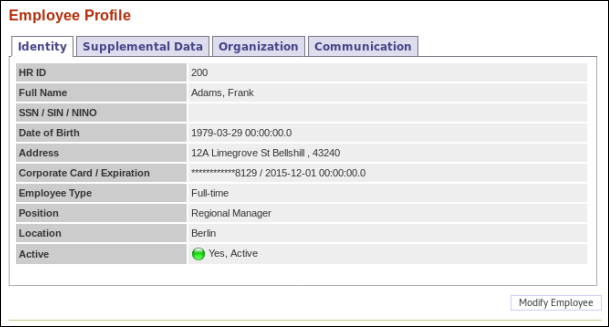 Employee Profile
Identity Supplemental Data Organization Communication
HR ID 200
Full Name Adams, Frank
SSN / SIN / NINO
Date of Birth 1979-03-29 00:00:00.0
Address 12A Limegrove St Bellshill , 43240
Corporate Card / Expiration ************8129 / 2015-12-01 00:00:00.0
Employee Type Full-time
Position Regional Manager
Location Berlin
Active Yes, Active
Modify Employee